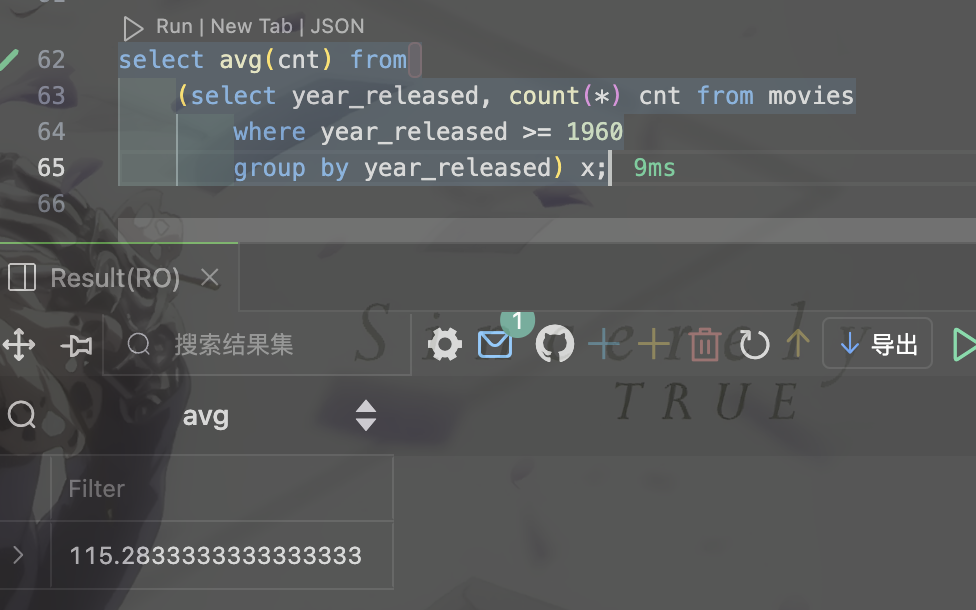 Run | New Tab | JSON
62 select avg(cnt) from
63 (select year_released, count(*) cnt from movies
64 where year_released >= 1960
65 group by year_released) x; 9ms
66
Result(RO)
搜索结果集 1 导出
Sincerely
TRUE
avg
Filter
115.2833333333333333